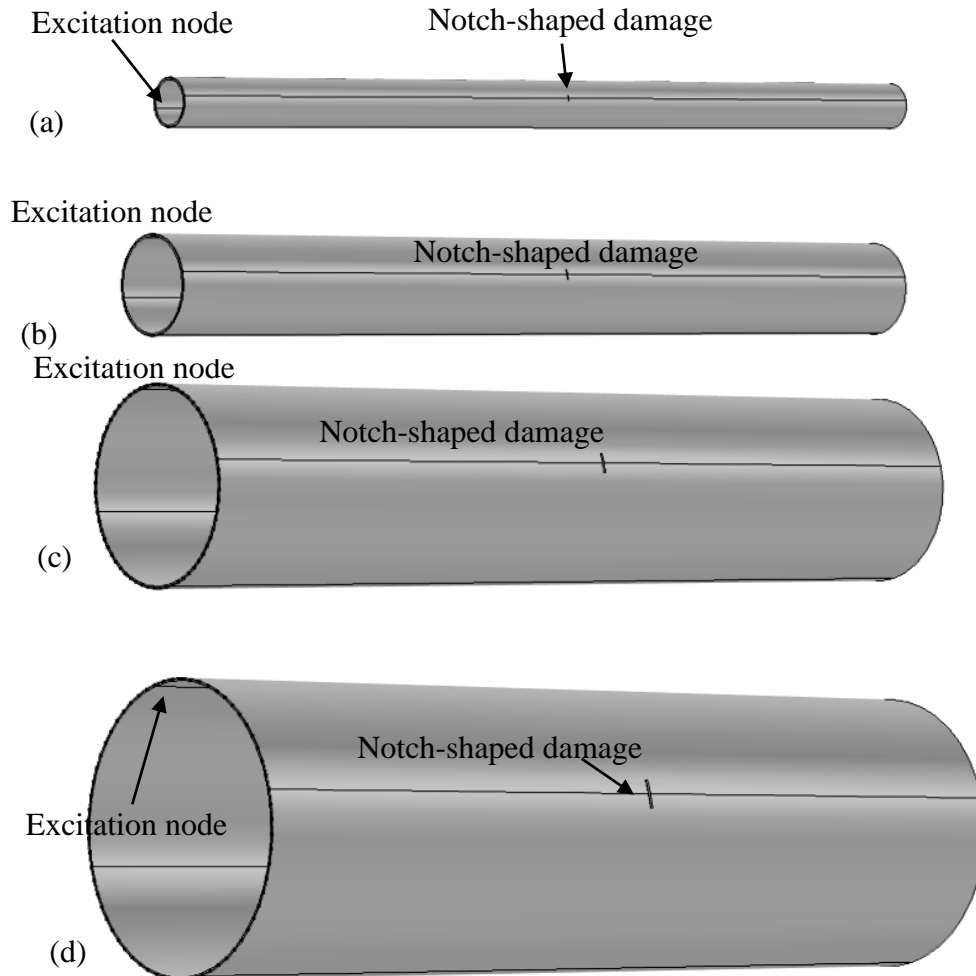 Excitation node
Notch-shaped damage
(a)
Excitation node
Notch-shaped damage
(b)
Excitation node
Notch-shaped damage
(c)
Notch-shaped damage
Excitation node
(d)